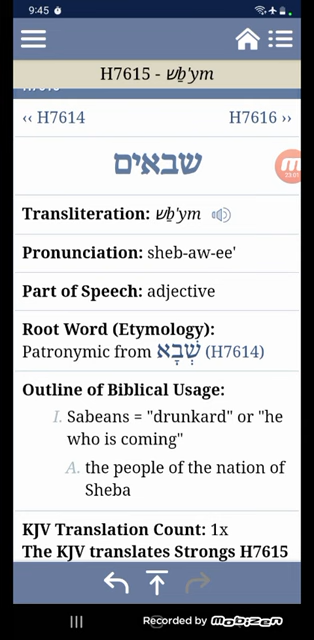 9:45
H7615 - שḇ'ym
‹‹ H7614 H7616 ››
שבאים
Transliteration: שḇ'ym
Pronunciation: sheb-aw-ee'
Part of Speech: adjective
Root Word (Etymology):
Patronymic from שְׁבָא (H7614)
Outline of Biblical Usage:
I. Sabeans = "drunkard" or "he
who is coming"
A. the people of the nation of
Sheba
KJV Translation Count: 1x
The KJV translates Strongs H7615
Recorded by mobizen